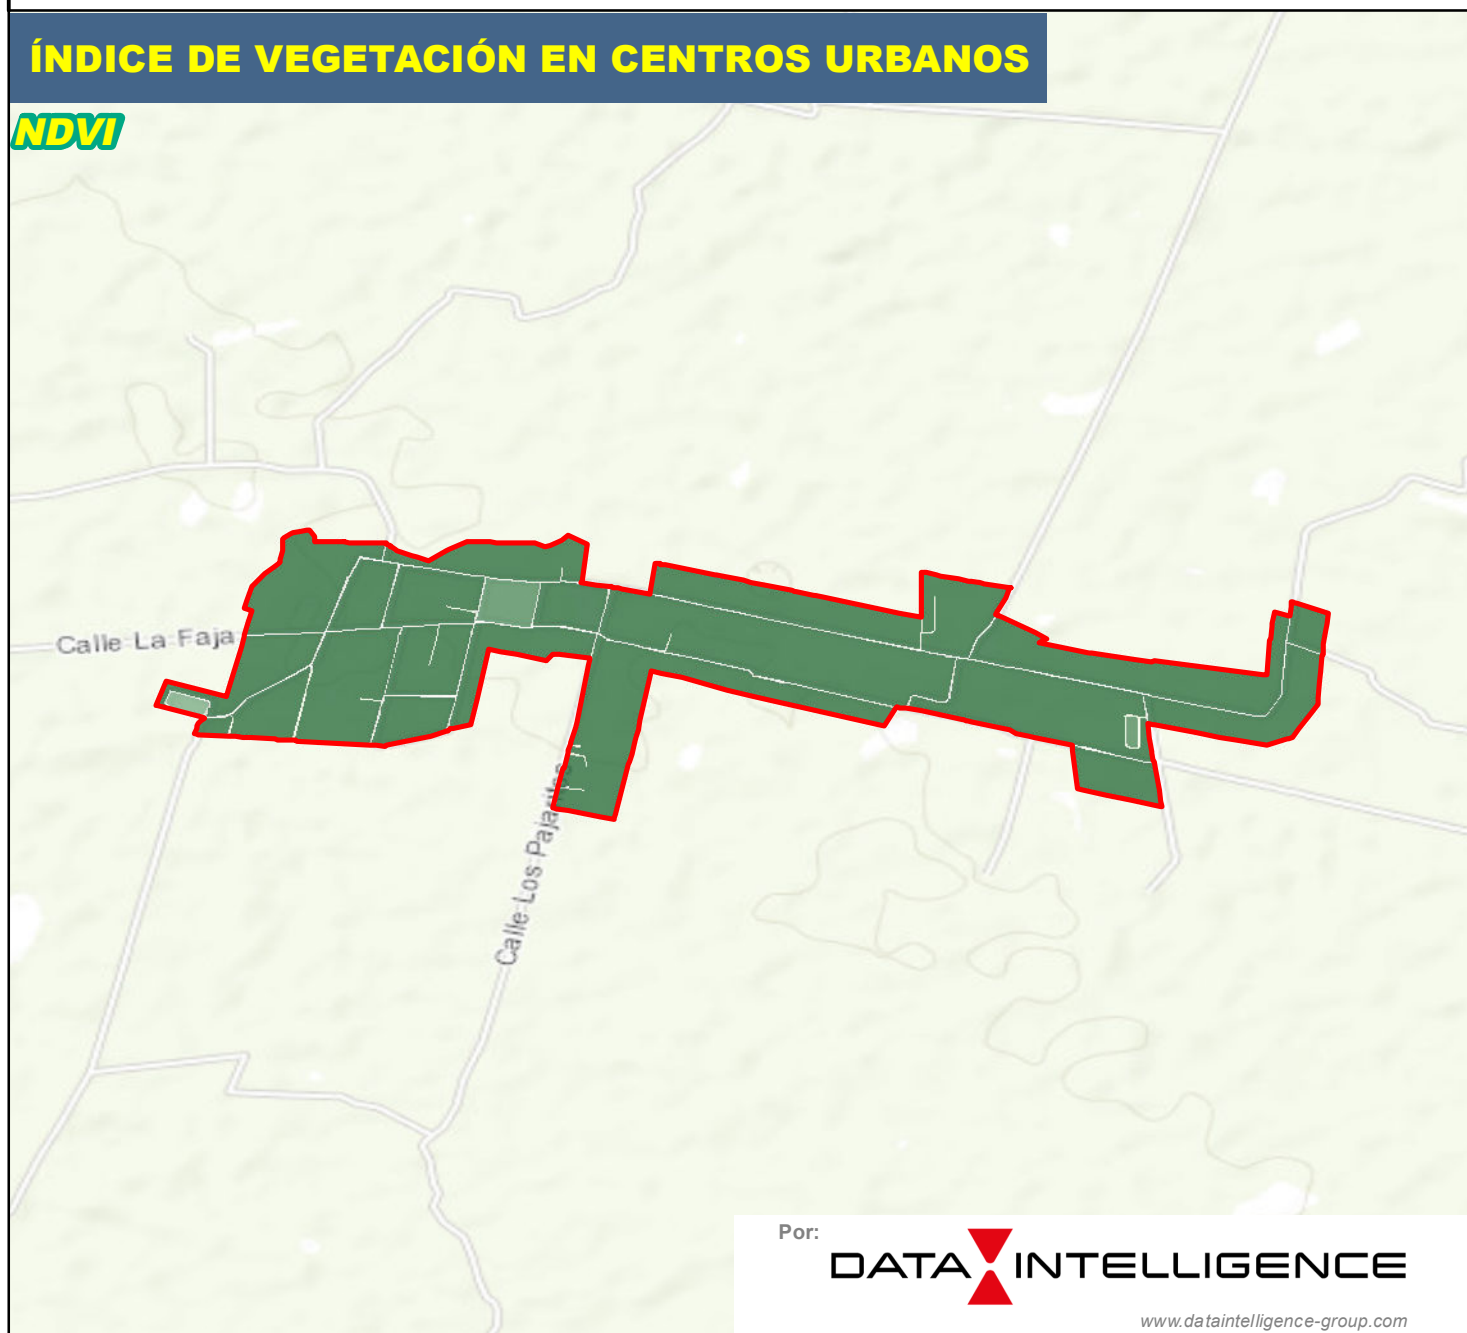 ÍNDICE DE VEGETACIÓN EN CENTROS URBANOS
NDVI
Calle La Faja
Calle Los Pajaritos
Por:
DATA INTELLIGENCE
www.dataintelligence-group.com